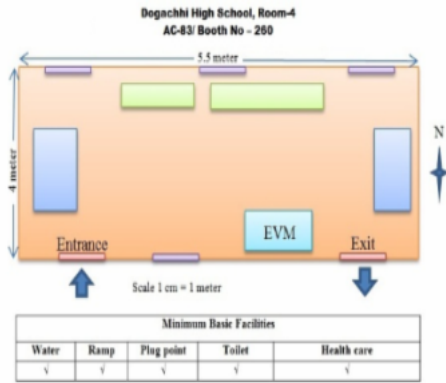 Dogachhi High School, Room-4
AC-83/ Booth No – 260
5.5 meter
4 meter
N
EVM
Entrance
Exit
Scale 1 cm = 1 meter
Minimum Basic Facilities
Water Ramp Plug point Toilet Health care
√ √ √ √ √